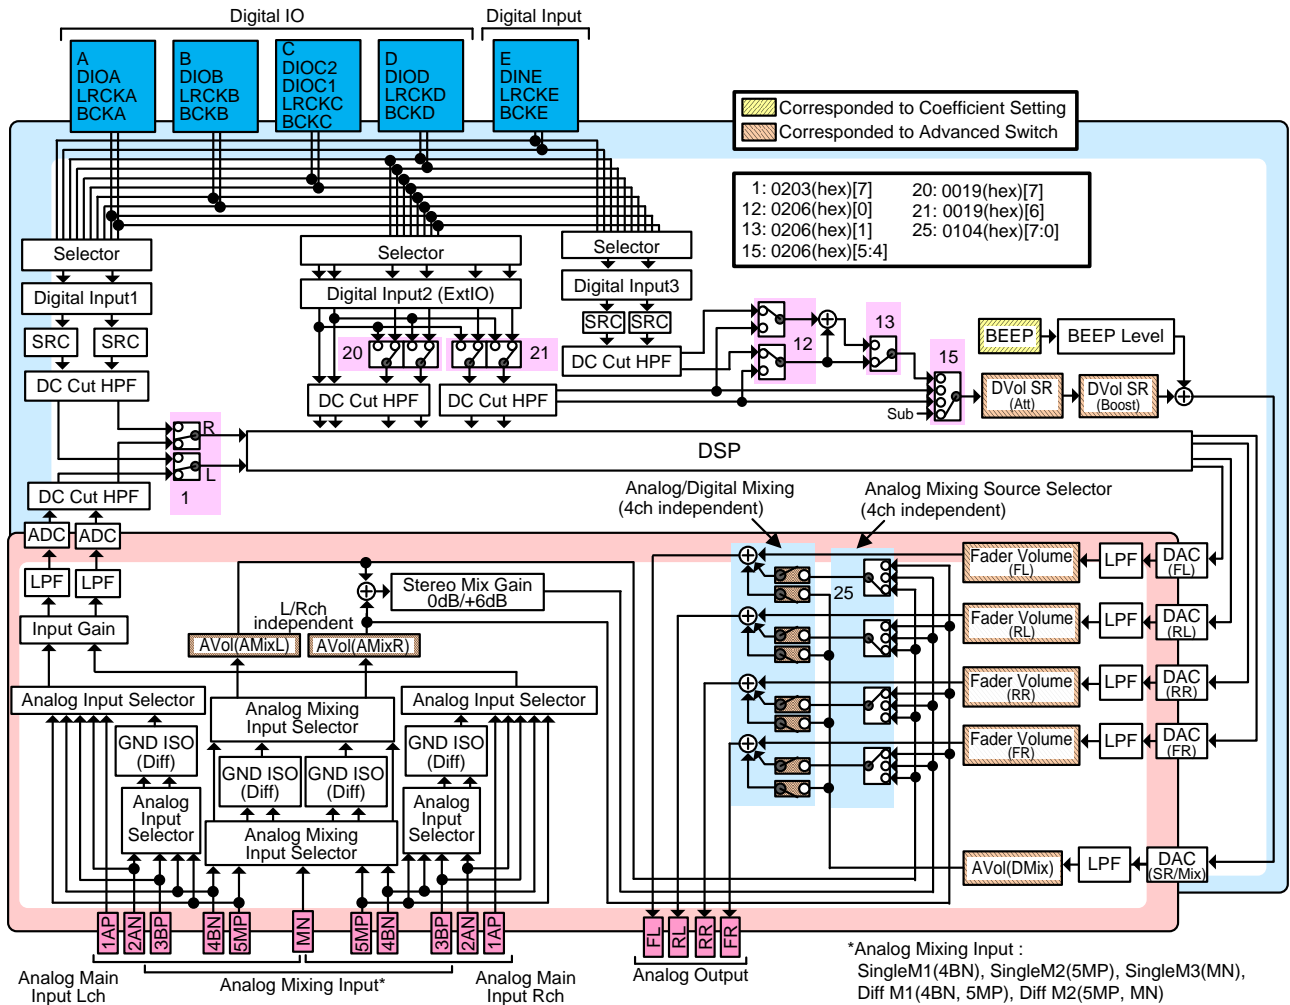 Digital IO
Digital Input
A
DIOA
LRCKA
BCKA
B
DIOB
LRCKB
BCKB
C
DIOC2
DIOC1
LRCKC
BCKC
D
DIOD
LRCKD
BCKD
E
DINE
LRCKE
BCKE
Corresponded to Coefficient Setting
Corresponded to Advanced Switch
1: 0203(hex)[7]
12: 0206(hex)[0]
13: 0206(hex)[1]
15: 0206(hex)[5:4]
20: 0019(hex)[7]
21: 0019(hex)[6]
25: 0104(hex)[7:0]
Selector
Selector
Selector
Digital Input1
Digital Input2 (ExtIO)
Digital Input3
SRC
SRC
SRC
SRC
20
21
12
13
15
BEEP
BEEP Level
DC Cut HPF
DC Cut HPF
DC Cut HPF
DC Cut HPF
Sub
DVol SR
(Att)
DVol SR
(Boost)
R
L
1
DSP
DC Cut HPF
ADC
ADC
LPF
LPF
Input Gain
Analog/Digital Mixing
(4ch independent)
Analog Mixing Source Selector
(4ch independent)
25
Stereo Mix Gain
0dB/+6dB
L/Rch
independent
AVol(AMixL)
AVol(AMixR)
Fader Volume
(FL)
LPF
DAC
(FL)
Fader Volume
(RL)
LPF
DAC
(RL)
Fader Volume
(RR)
LPF
DAC
(RR)
Fader Volume
(FR)
LPF
DAC
(FR)
AVol(DMix)
LPF
DAC
(SR/Mix)
Analog Input Selector
Analog Mixing
Input Selector
Analog Input Selector
GND ISO
(Diff)
GND ISO
(Diff)
GND ISO
(Diff)
GND ISO
(Diff)
Analog
Input
Selector
Analog Mixing
Input Selector
Analog
Input
Selector
1AP
2AN
3BP
4BN
5MP
MN
5MP
4BN
3BP
2AN
1AP
FL
RL
RR
FR
Analog Main
Input Lch
Analog Mixing Input*
Analog Main
Input Rch
Analog Output
*Analog Mixing Input :
SingleM1(4BN), SingleM2(5MP), SingleM3(MN),
Diff M1(4BN, 5MP), Diff M2(5MP, MN)